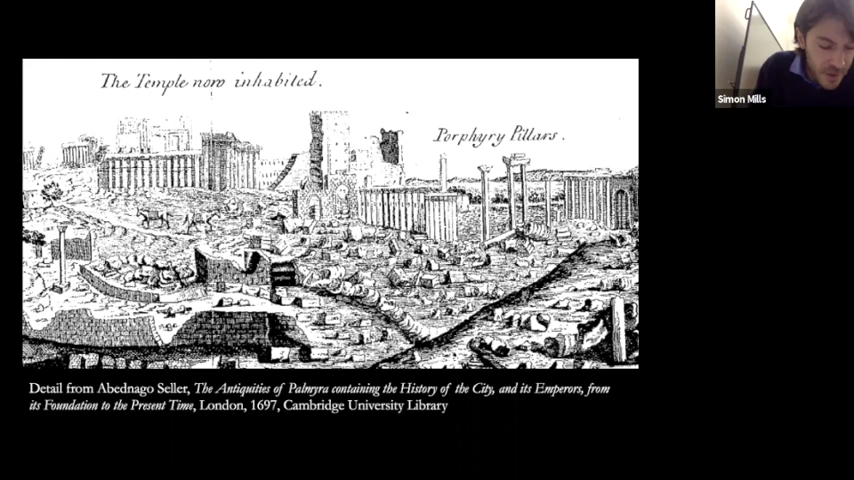 The Temple now inhabited.
Porphyry Pillars.
Simon Mills
Detail from Abednago Seller, The Antiquities of Palmyra containing the History of the City, and its Emperors, from
its Foundation to the Present Time, London, 1697, Cambridge University Library